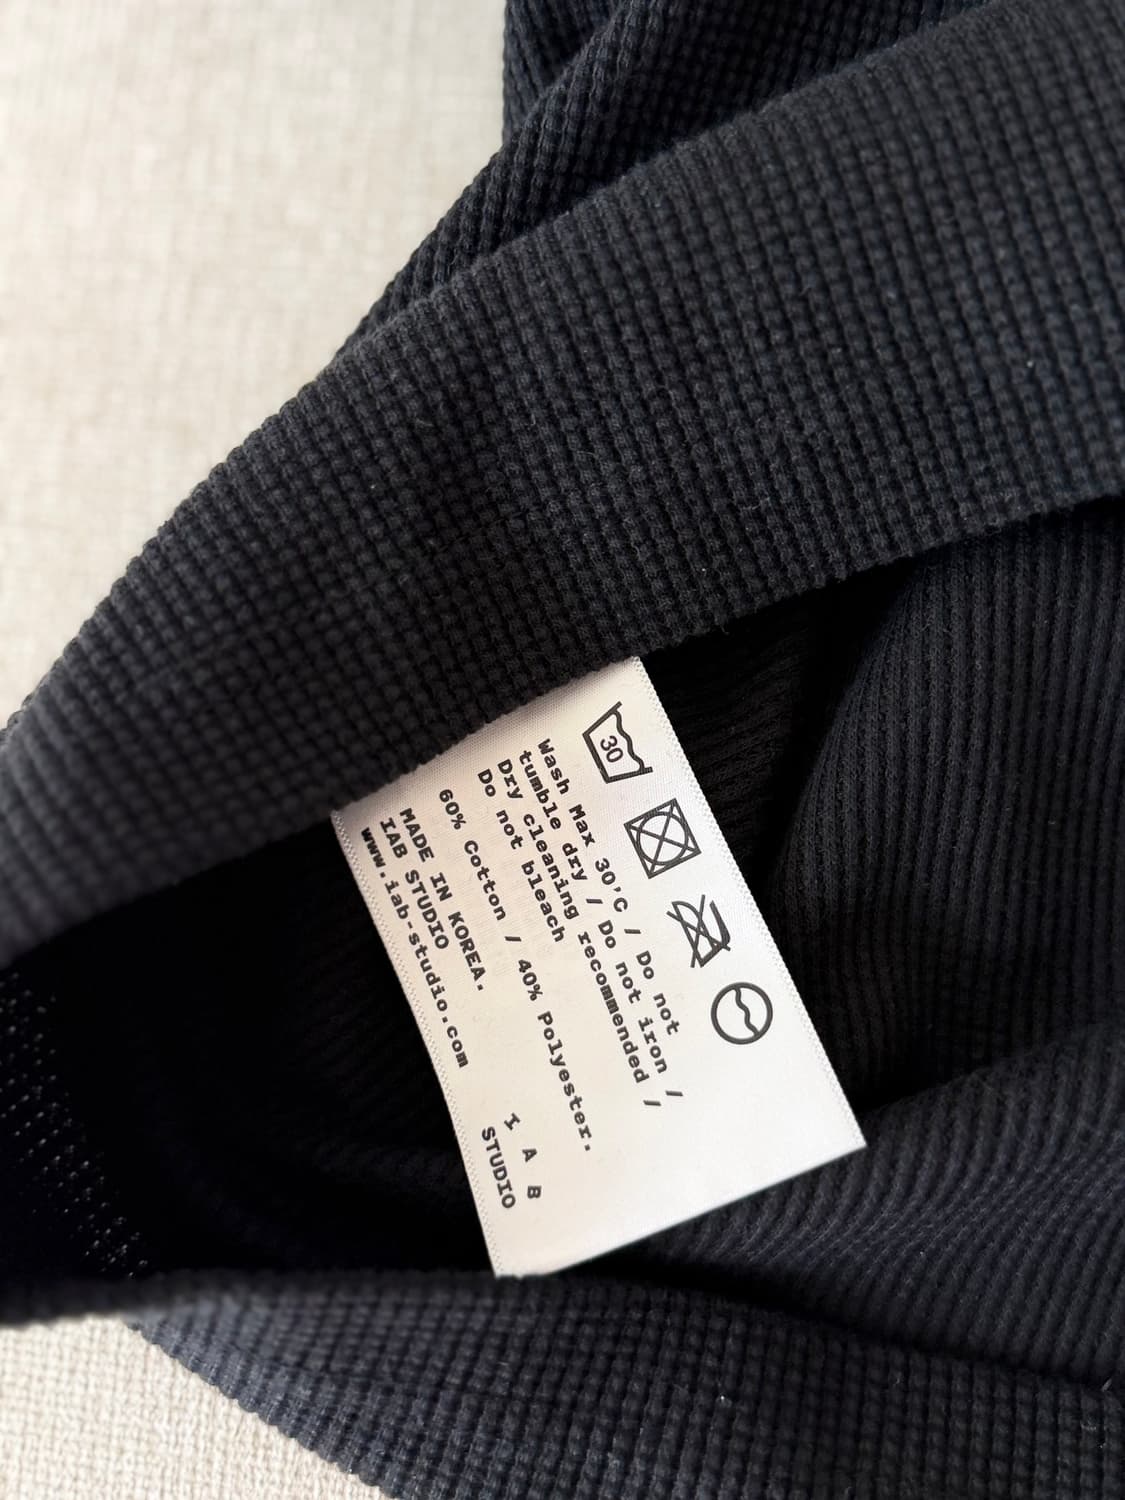 30
Wash Max 30'C / Do not
tumble dry / Do not iron /
Dry cleaning recommended /
Do not bleach
60% Cotton / 40% Polyester.
MADE IN KOREA.
IAB STUDIO
www.iab-studio.com
I A B
STUDIO